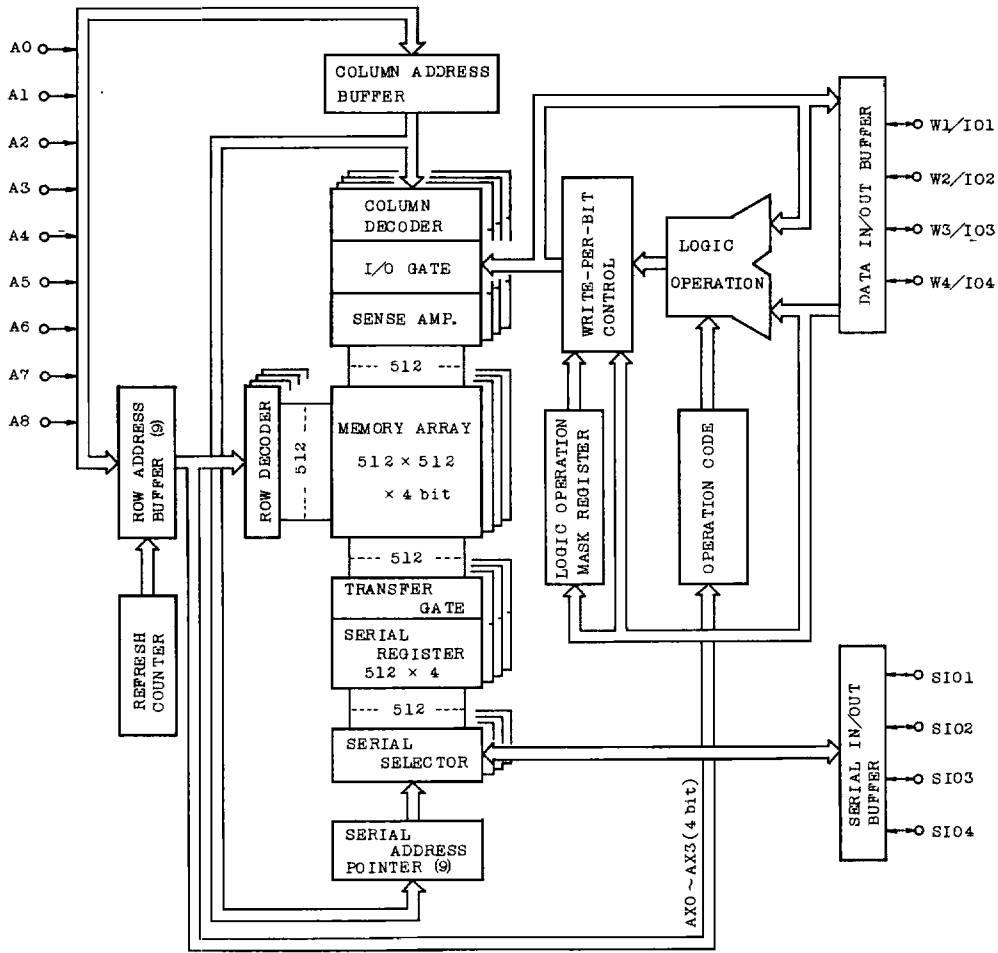 A0
A1
A2
A3
A4
A5
A6
A7
A8
COLUMN ADDRESS
BUFFER
COLUMN
DECODER
I/O GATE
SENSE AMP.
512
MEMORY ARRAY
512 × 512
× 4 bit
512
ROW DECODER
ROW ADDRESS
BUFFER (9)
REFRESH
COUNTER
512
TRANSFER
GATE
SERIAL
REGISTER
512 × 4
512
SERIAL
SELECTOR
SERIAL
ADDRESS
POINTER (9)
WRITE-PER-BIT
CONTROL
LOGIC
OPERATION
LOGIC OPERATION
MASK REGISTER
OPERATION CODE
AX0 ~ AX3 (4 bit)
DATA IN/OUT BUFFER
W1/IO1
W2/IO2
W3/IO3
W4/IO4
SERIAL IN/OUT
BUFFER
SIO1
SIO2
SIO3
SIO4